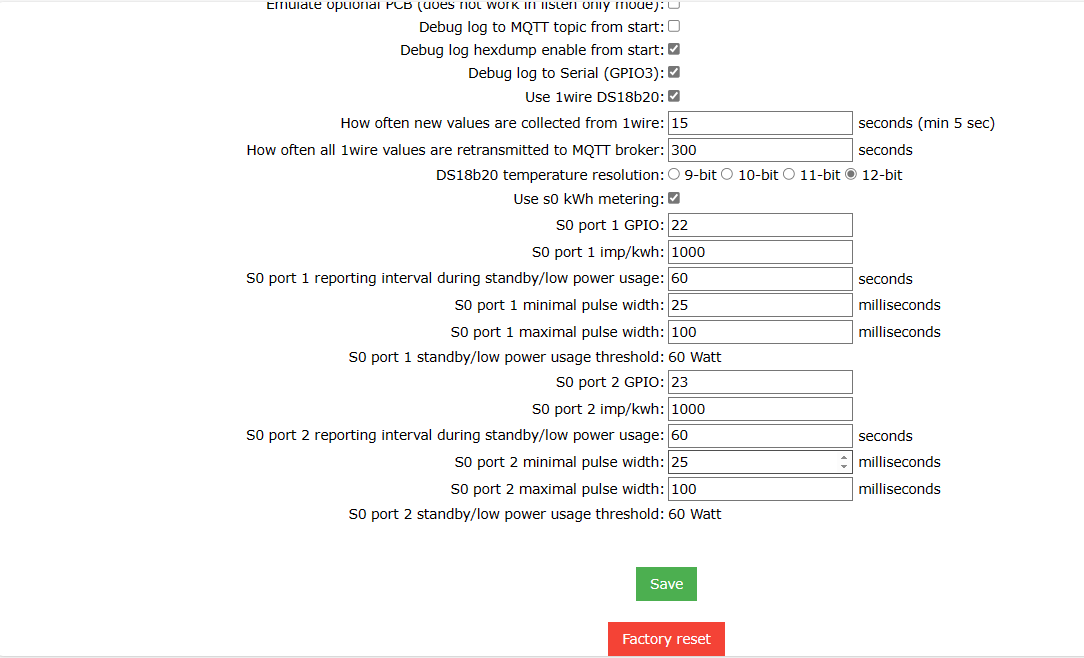 Emulate optional PCB (does not work in listen only mode):
Debug log to MQTT topic from start:
Debug log hexdump enable from start:
Debug log to Serial (GPIO3):
Use 1wire DS18b20:
How often new values are collected from 1wire: 15 seconds (min 5 sec)
How often all 1wire values are retransmitted to MQTT broker: 300 seconds
DS18b20 temperature resolution: 9-bit 10-bit 11-bit 12-bit
Use s0 kWh metering:
S0 port 1 GPIO: 22
S0 port 1 imp/kwh: 1000
S0 port 1 reporting interval during standby/low power usage: 60 seconds
S0 port 1 minimal pulse width: 25 milliseconds
S0 port 1 maximal pulse width: 100 milliseconds
S0 port 1 standby/low power usage threshold: 60 Watt
S0 port 2 GPIO: 23
S0 port 2 imp/kwh: 1000
S0 port 2 reporting interval during standby/low power usage: 60 seconds
S0 port 2 minimal pulse width: 25 milliseconds
S0 port 2 maximal pulse width: 100 milliseconds
S0 port 2 standby/low power usage threshold: 60 Watt
Save
Factory reset